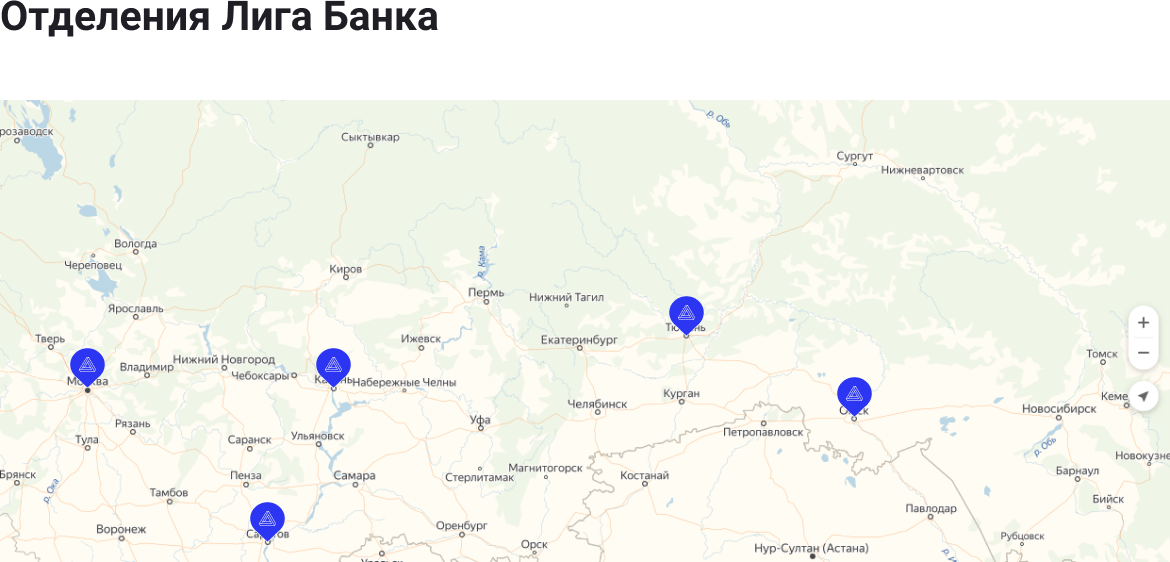 Отделения Лига Банка
р. Обь
розаводск
Сыктывкар
Сургут
Нижневартовск
Вологда
Череповец
р. Кама
Киров
Пермь
Нижний Тагил
Ярославль
Тюмень
Тверь
Ижевск
Екатеринбург
Томск
Нижний Новгород
Владимир
Чебоксары
Москва
Казань
Набережные Челны
Курган
Кеме
Челябинск
Омск
Новосибирск
Рязань
Уфа
Петропавловск
Тула
Саранск
Ульяновск
р. Обь
Новокузне
Брянск
Пенза
Самара
Стерлитамак
Магнитогорск
Костанай
Барнаул
р. Ока
Тамбов
Бийск
Павлодар
Воронеж
Саратов
Оренбург
Рубцовск
Орск
Нур-Султан (Астана)